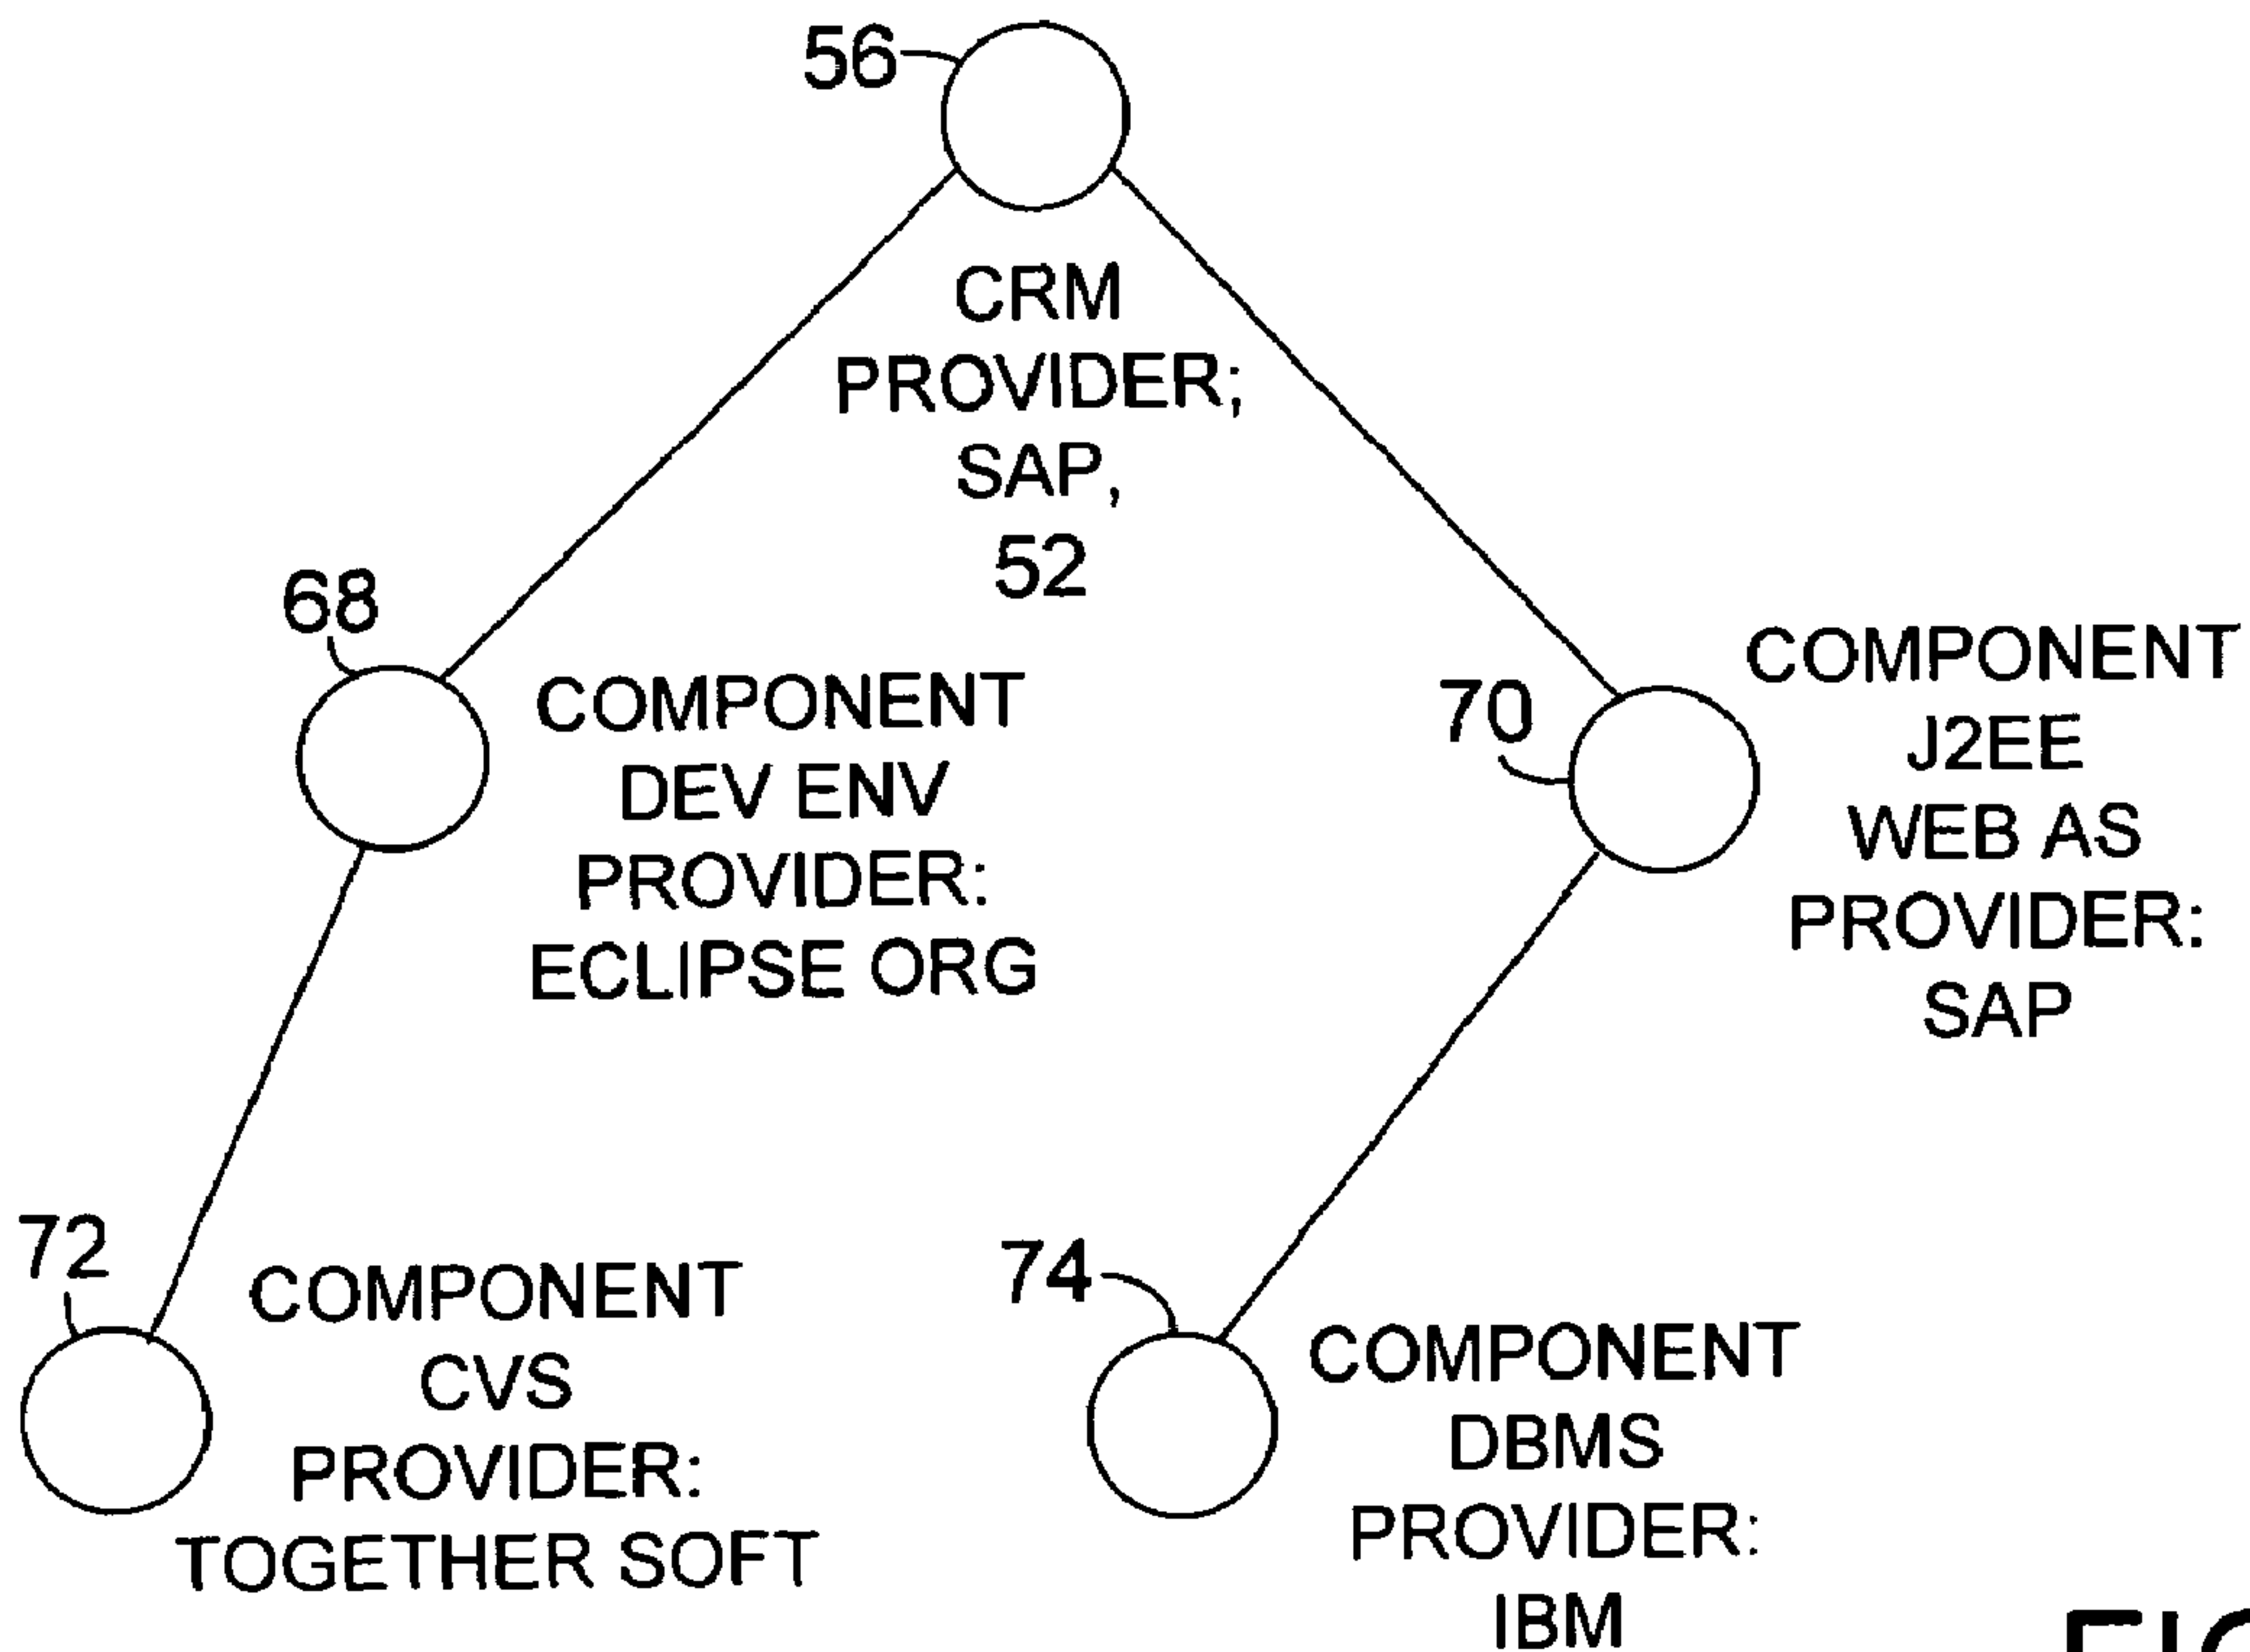 56
CRM
PROVIDER;
SAP,
52
68
COMPONENT
DEV ENV
PROVIDER:
ECLIPSE ORG
70
COMPONENT
J2EE
WEB AS
PROVIDER:
SAP
72
COMPONENT
CVS
PROVIDER:
TOGETHER SOFT
74
COMPONENT
DBMS
PROVIDER:
IBM